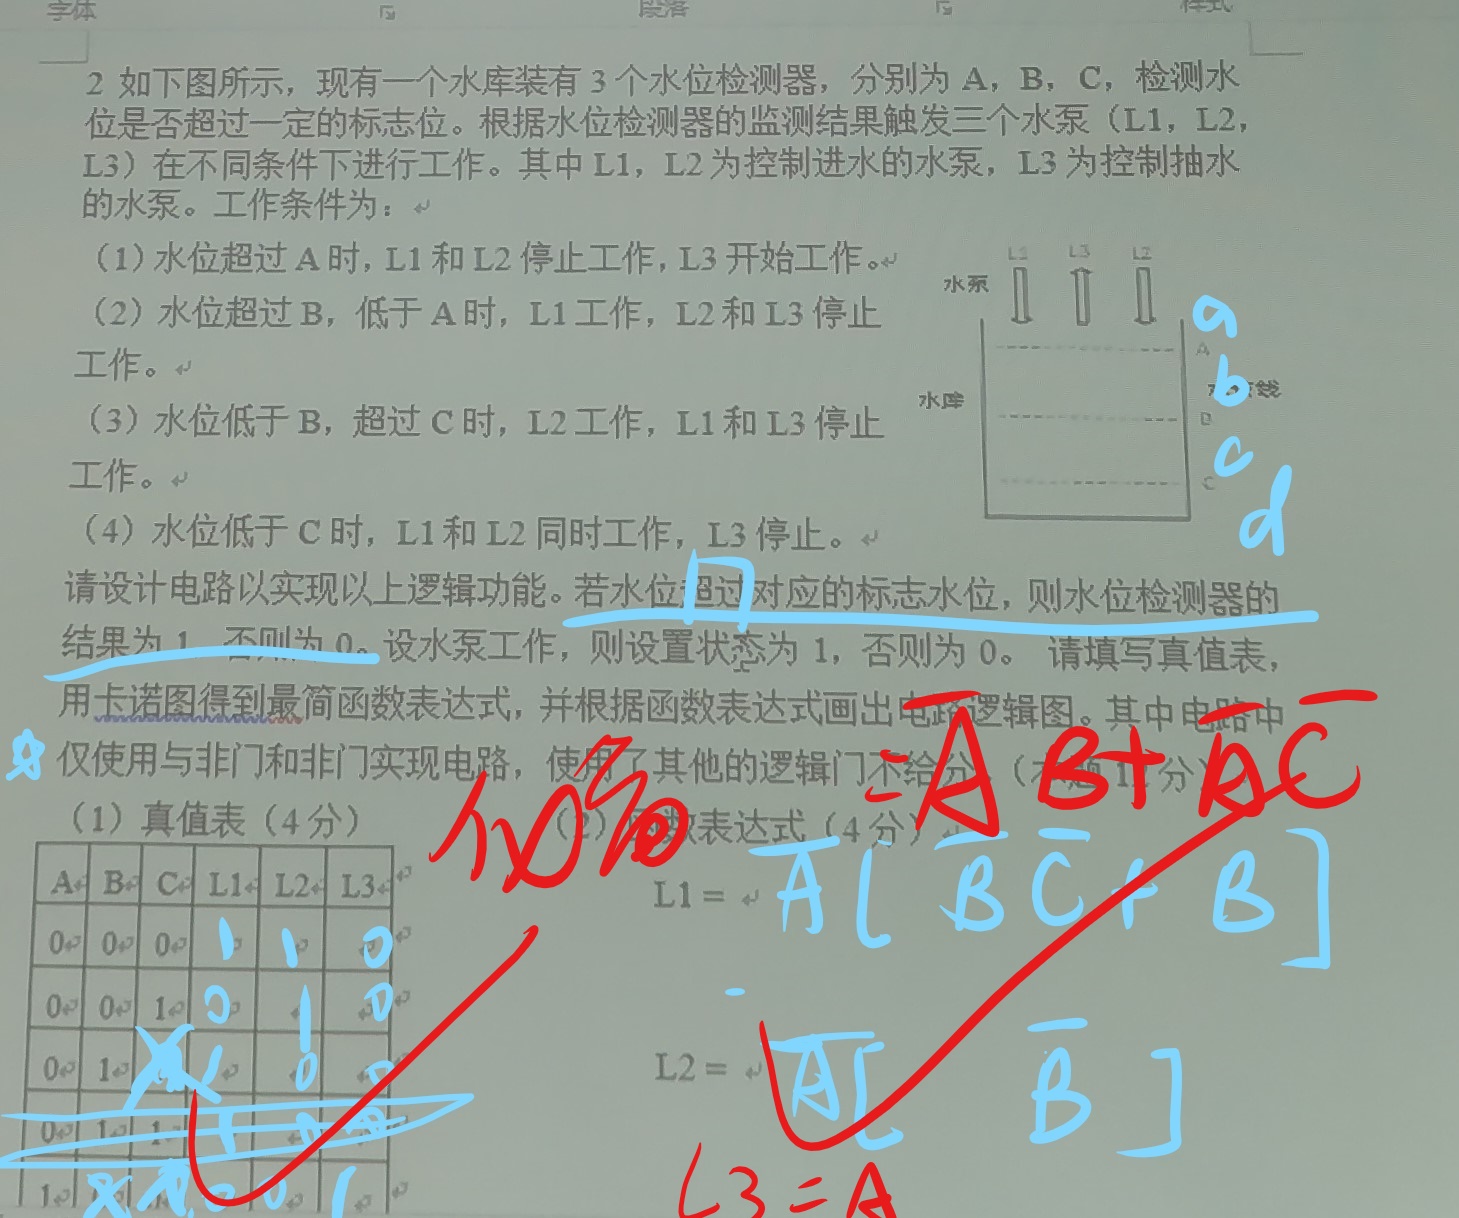 字体 段落 样式
2 如下图所示，现有一个水库装有 3 个水位检测器，分别为 A，B，C，检测水
位是否超过一定的标志位。根据水位检测器的监测结果触发三个水泵（L1，L2，
L3）在不同条件下进行工作。其中 L1，L2 为控制进水的水泵，L3 为控制抽水
的水泵。工作条件为：
（1）水位超过 A 时，L1 和 L2 停止工作，L3 开始工作。
（2）水位超过 B，低于 A 时，L1 工作，L2 和 L3 停止
工作。
（3）水位低于 B，超过 C 时，L2 工作，L1 和 L3 停止
工作。
（4）水位低于 C 时，L1 和 L2 同时工作，L3 停止。
L1 L3 L2
水泵
a
A
b
水库
线
B
c
C
d
请设计电路以实现以上逻辑功能。若水位超过对应的标志水位，则水位检测器的
结果为 1，否则为 0。设水泵工作，则设置状态为 1，否则为 0。 请填写真值表，
用卡诺图得到最简函数表达式，并根据函数表达式画出电路逻辑图。其中电路中
仅使用与非门和非门实现电路，使用了其他的逻辑门不给分。（本题 分）
化简
= A̅ B + A̅ C̅
（1）真值表（4 分） （2）函数表达式（4 分）
A B C L1 L2 L3
L1 = A̅ [ B̅ C̅ + B ]
0 0 0 1 1 0
0 0 1 0 1 0
0 1 1 0 0
L2 = A̅ [ B̅ ]
0 1 1 1 0
1 0 0 1
L3 = A